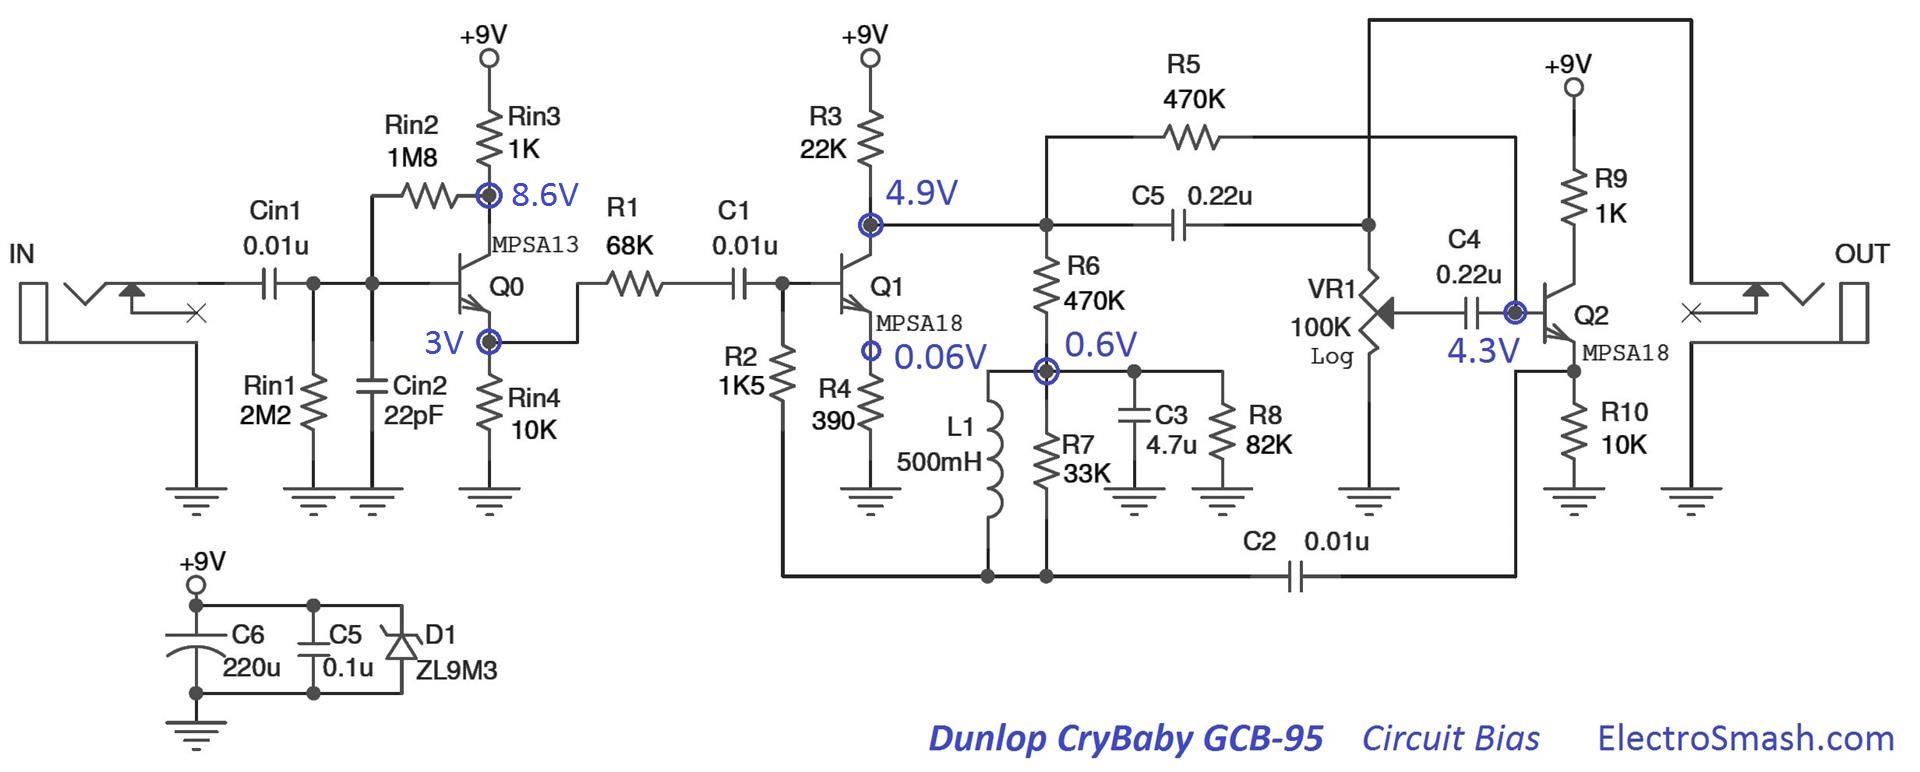 +9V
Rin3
1K
Rin2
1M8
8.6V
MPSA13
Q0
3V
Cin1
0.01u
IN
Rin1
2M2
Cin2
22pF
Rin4
10K
R1
68K
C1
0.01u
+9V
R3
22K
4.9V
Q1
MPSA18
0.06V
R2
1K5
R4
390
R5
470K
C5 0.22u
R6
470K
0.6V
L1
500mH
R7
33K
C3
4.7u
R8
82K
VR1
100K
Log
C4
0.22u
4.3V
+9V
R9
1K
Q2
MPSA18
R10
10K
OUT
C2 0.01u
+9V
C6
220u
C5
0.1u
D1
ZL9M3
Dunlop CryBaby GCB-95 Circuit Bias ElectroSmash.com